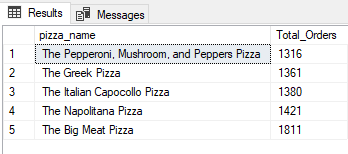 Results Messages
pizza_name Total_Orders
1 The Pepperoni, Mushroom, and Peppers Pizza 1316
2 The Greek Pizza 1361
3 The Italian Capocollo Pizza 1380
4 The Napolitana Pizza 1421
5 The Big Meat Pizza 1811